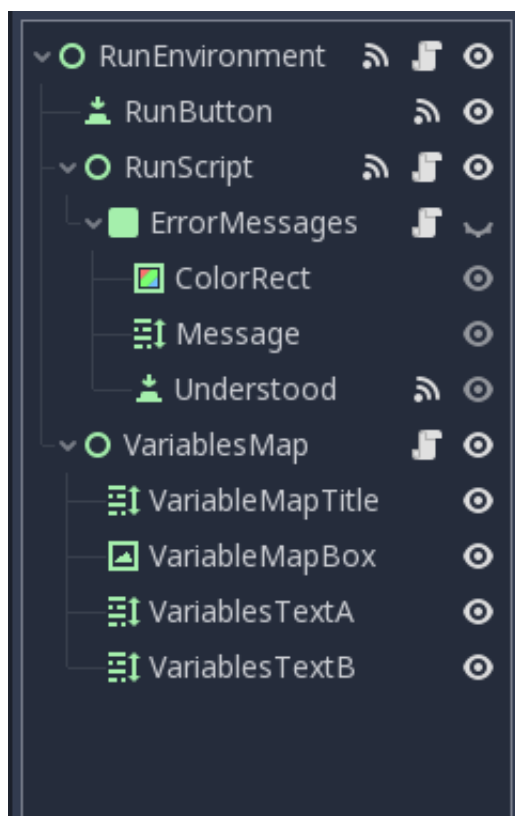 RunEnvironment
RunButton
RunScript
ErrorMessages
ColorRect
Message
Understood
VariablesMap
VariableMapTitle
VariableMapBox
VariablesTextA
VariablesTextB